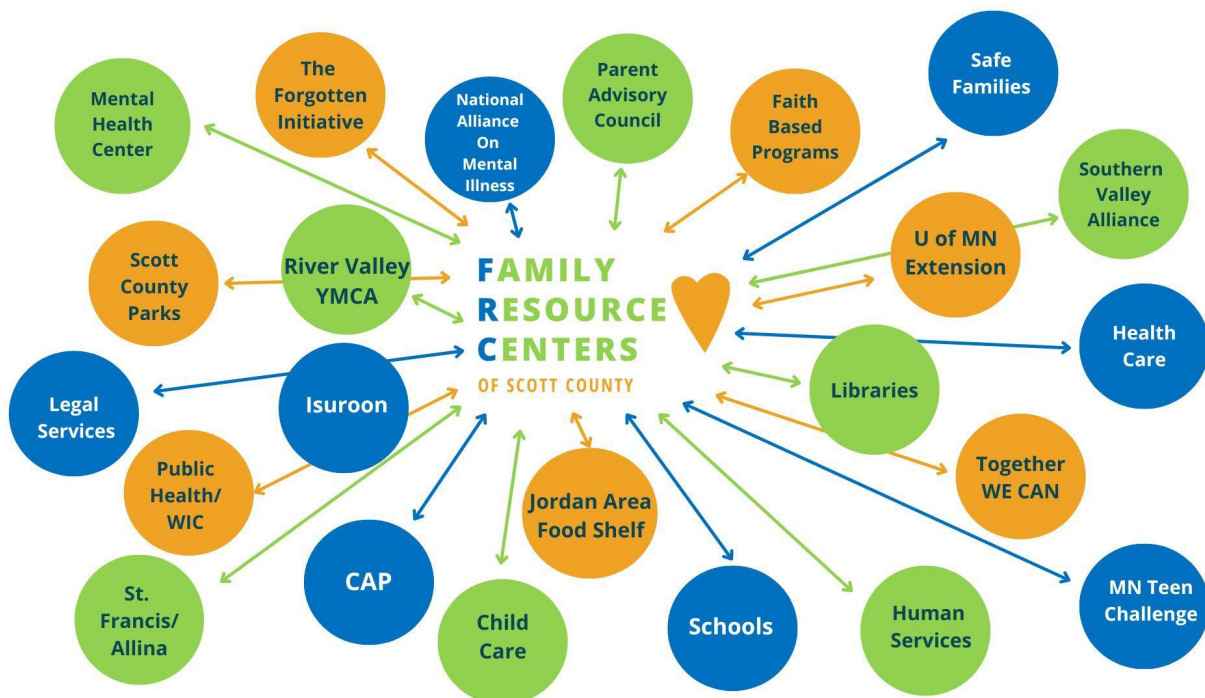 Mental
Health
Center
The
Forgotten
Initiative
National
Alliance
On
Mental
Illness
Parent
Advisory
Council
Faith
Based
Programs
Safe
Families
Southern
Valley
Alliance
Scott
County
Parks
River Valley
YMCA
U of MN
Extension
FAMILY
RESOURCE
CENTERS
OF SCOTT COUNTY
Health
Care
Legal
Services
Isuroon
Libraries
Public
Health/
WIC
Jordan Area
Food Shelf
Together
WE CAN
St.
Francis/
Allina
CAP
Child
Care
Schools
Human
Services
MN Teen
Challenge